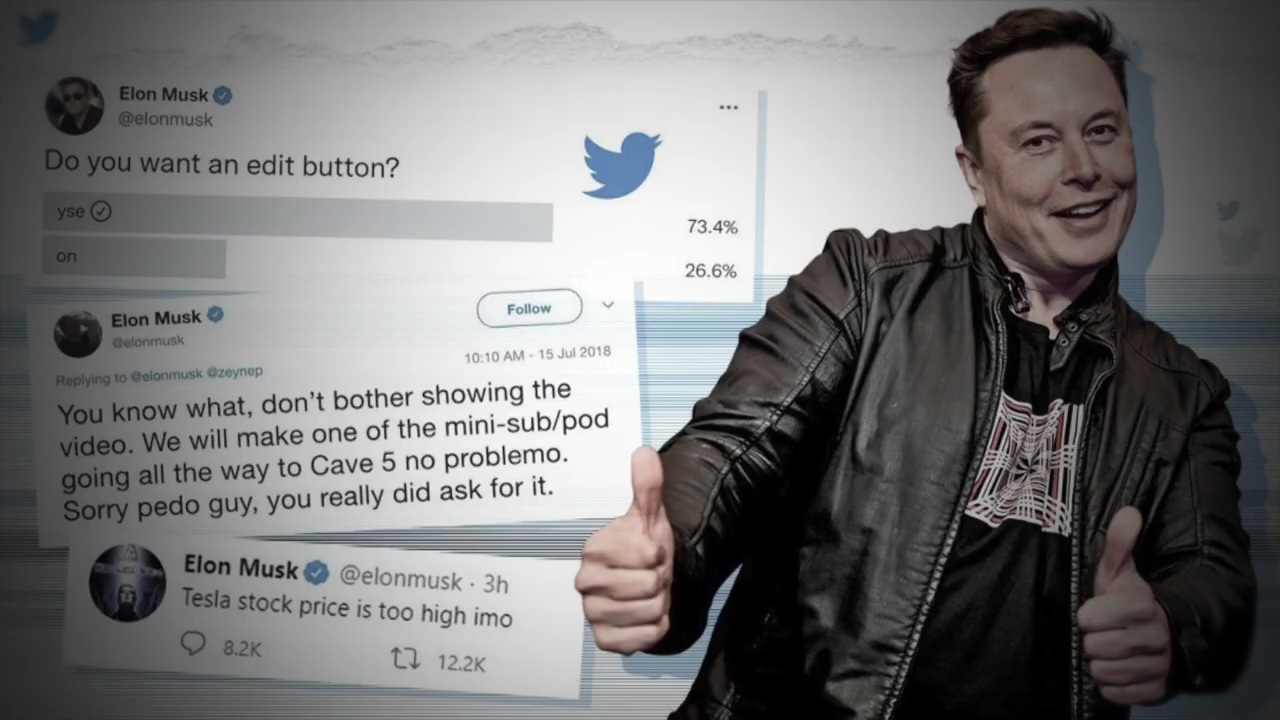 Elon Musk
@elonmusk
...
Do you want an edit button?
yse
73.4%
on
26.6%
Elon Musk
@elonmusk
Follow
10:10 AM - 15 Jul 2018
Replying to @elonmusk @zeynep
You know what, don’t bother showing the
video. We will make one of the mini-sub/pod
going all the way to Cave 5 no problemo.
Sorry pedo guy, you really did ask for it.
Elon Musk @elonmusk · 3h
Tesla stock price is too high imo
8.2K 12.2K